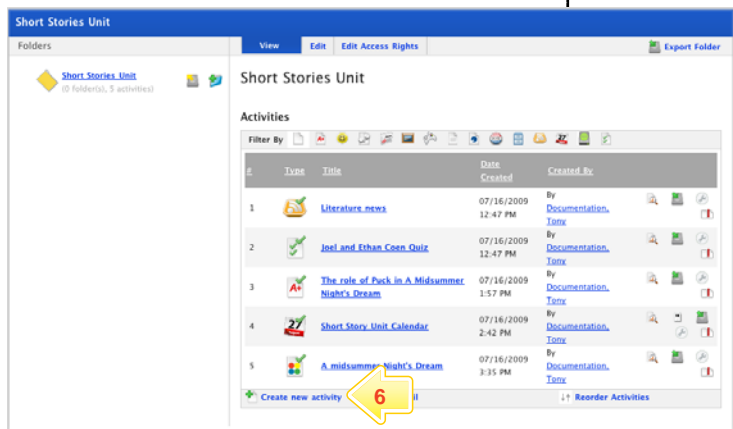 Short Stories Unit
Folders
View Edit Edit Access Rights Export Folder
Short Stories Unit
(0 folder(s), 5 activities)
Short Stories Unit
Activities
Filter By
# Type Title Date Created Created By
1 Literature news 07/16/2009 12:47 PM By Documentation, Tony
2 Joel and Ethan Coen Quiz 07/16/2009 12:47 PM By Documentation, Tony
3 A+ The role of Puck in A Midsummer Night's Dream 07/16/2009 1:57 PM By Documentation, Tony
4 27 Short Story Unit Calendar 07/16/2009 2:42 PM By Documentation, Tony
5 A midsummer Night's Dream 07/16/2009 3:35 PM By Documentation, Tony
Create new activity 6 Reorder Activities